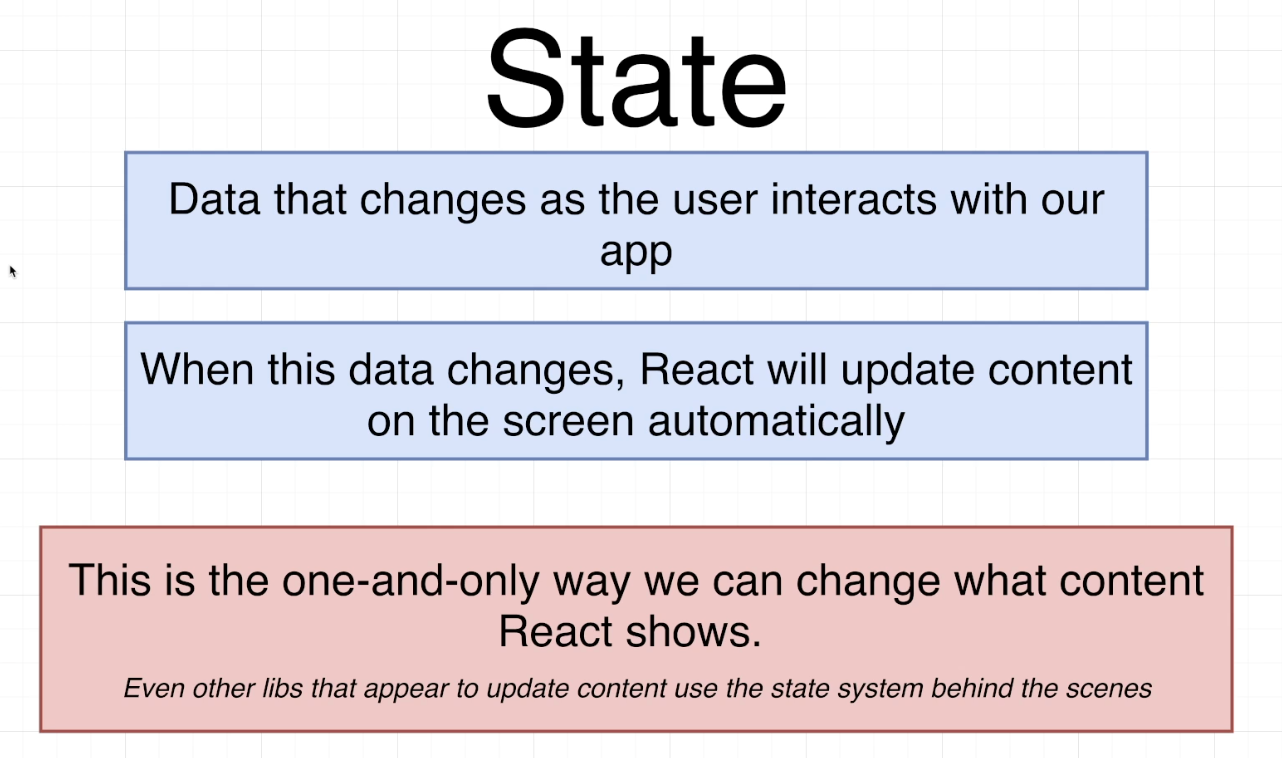 State
Data that changes as the user interacts with our
app
When this data changes, React will update content
on the screen automatically
This is the one-and-only way we can change what content
React shows.
Even other libs that appear to update content use the state system behind the scenes